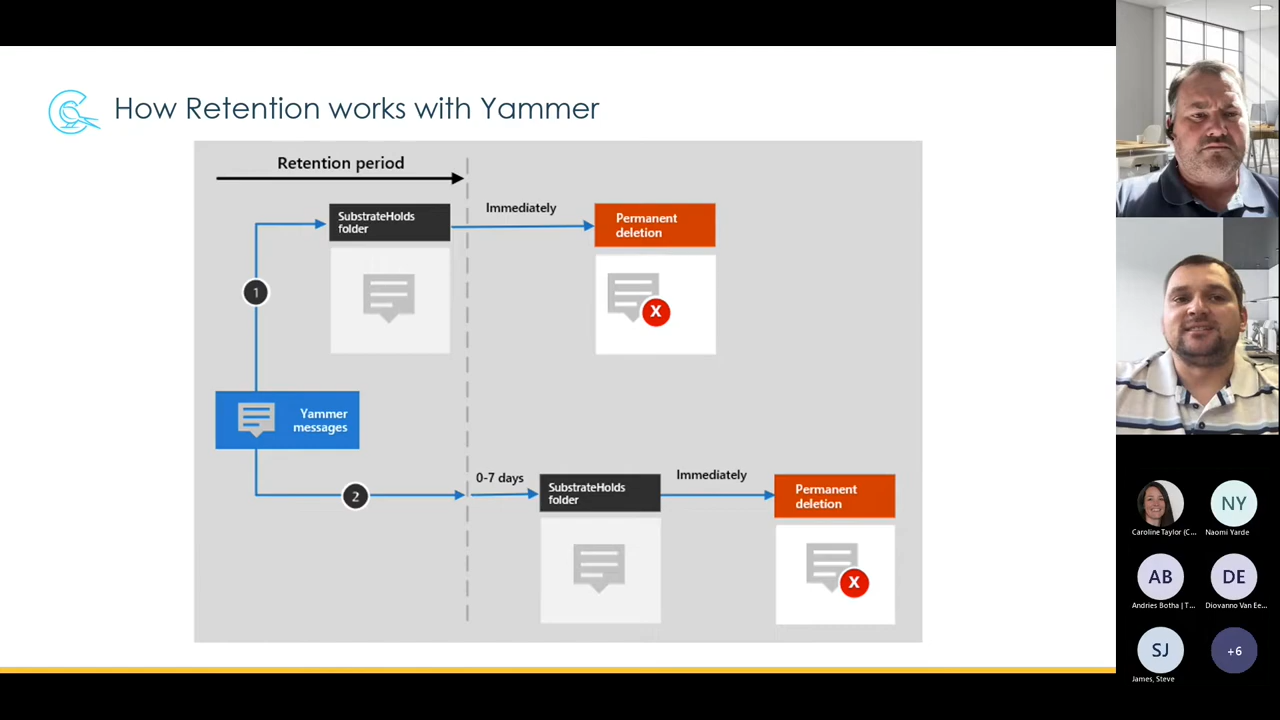 How Retention works with Yammer
Retention period
Immediately
SubstrateHolds
folder
Permanent
deletion
X
1
Yammer
messages
2
0-7 days
SubstrateHolds
folder
Immediately
Permanent
deletion
X
Caroline Taylor (C...
NY
Naomi Yarde
AB
Andries Botha | T...
DE
Diovanno Van Ee...
SJ
James, Steve
+6